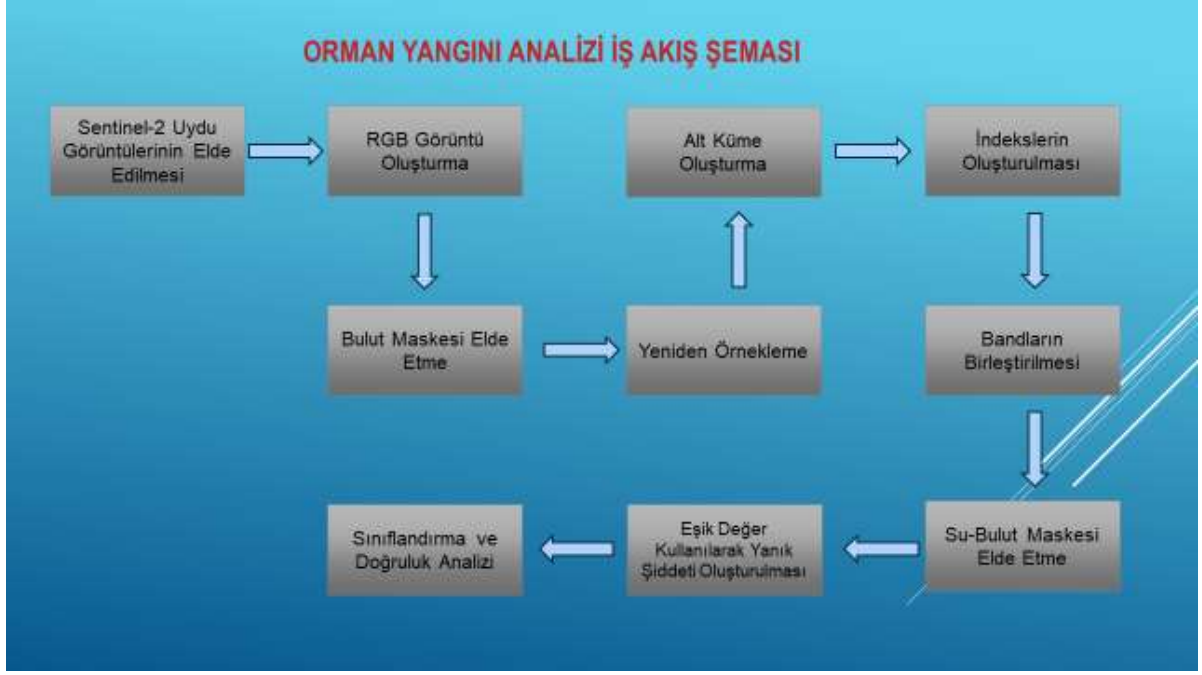 ORMAN YANGINI ANALİZİ İŞ AKIŞ ŞEMASI
Sentinel-2 Uydu
Görüntülerinin Elde
Edilmesi
RGB Görüntü
Oluşturma
Bulut Maskesi Elde
Etme
Yeniden Örnekleme
Alt Küme
Oluşturma
İndekslerin
Oluşturulması
Bandların
Birleştirilmesi
Su-Bulut Maskesi
Elde Etme
Eşik Değer
Kullanılarak Yanık
Şiddeti Oluşturulması
Sınıflandırma ve
Doğruluk Analizi